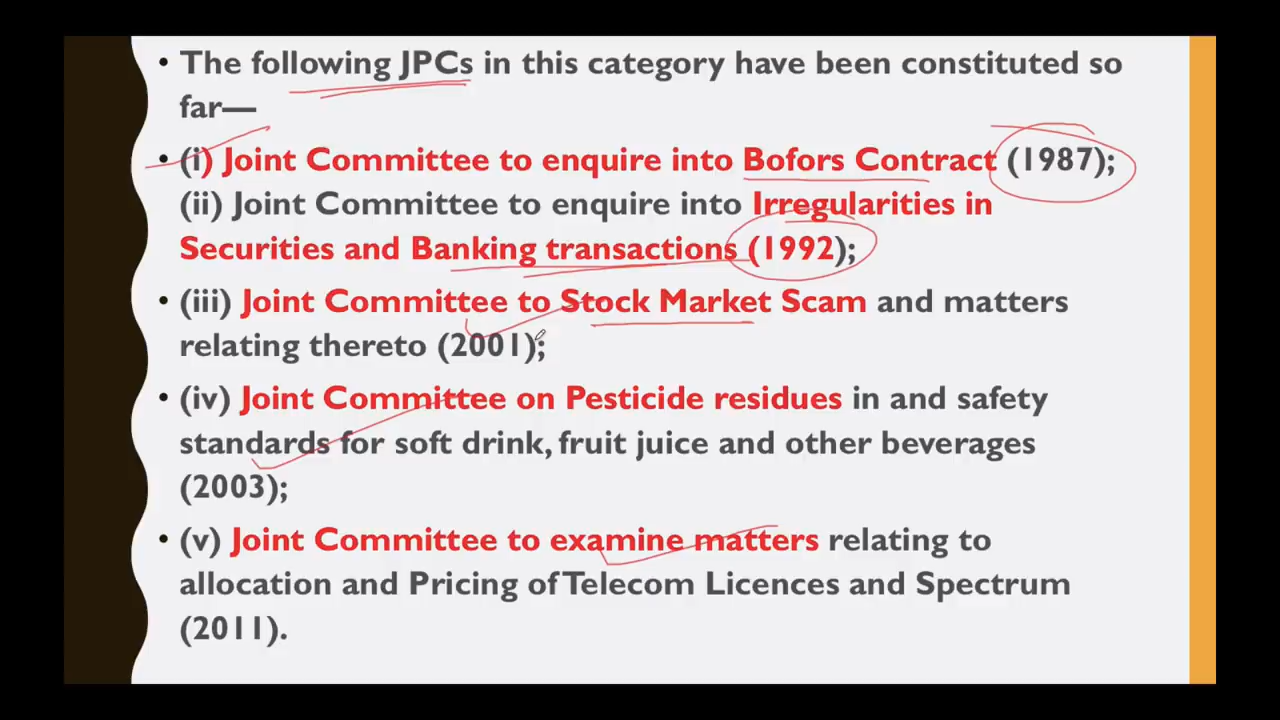 • The following JPCs in this category have been constituted so
far—
• (i) Joint Committee to enquire into Bofors Contract (1987);
(ii) Joint Committee to enquire into Irregularities in
Securities and Banking transactions (1992);
• (iii) Joint Committee to Stock Market Scam and matters
relating thereto (2001);
• (iv) Joint Committee on Pesticide residues in and safety
standards for soft drink, fruit juice and other beverages
(2003);
• (v) Joint Committee to examine matters relating to
allocation and Pricing of Telecom Licences and Spectrum
(2011).